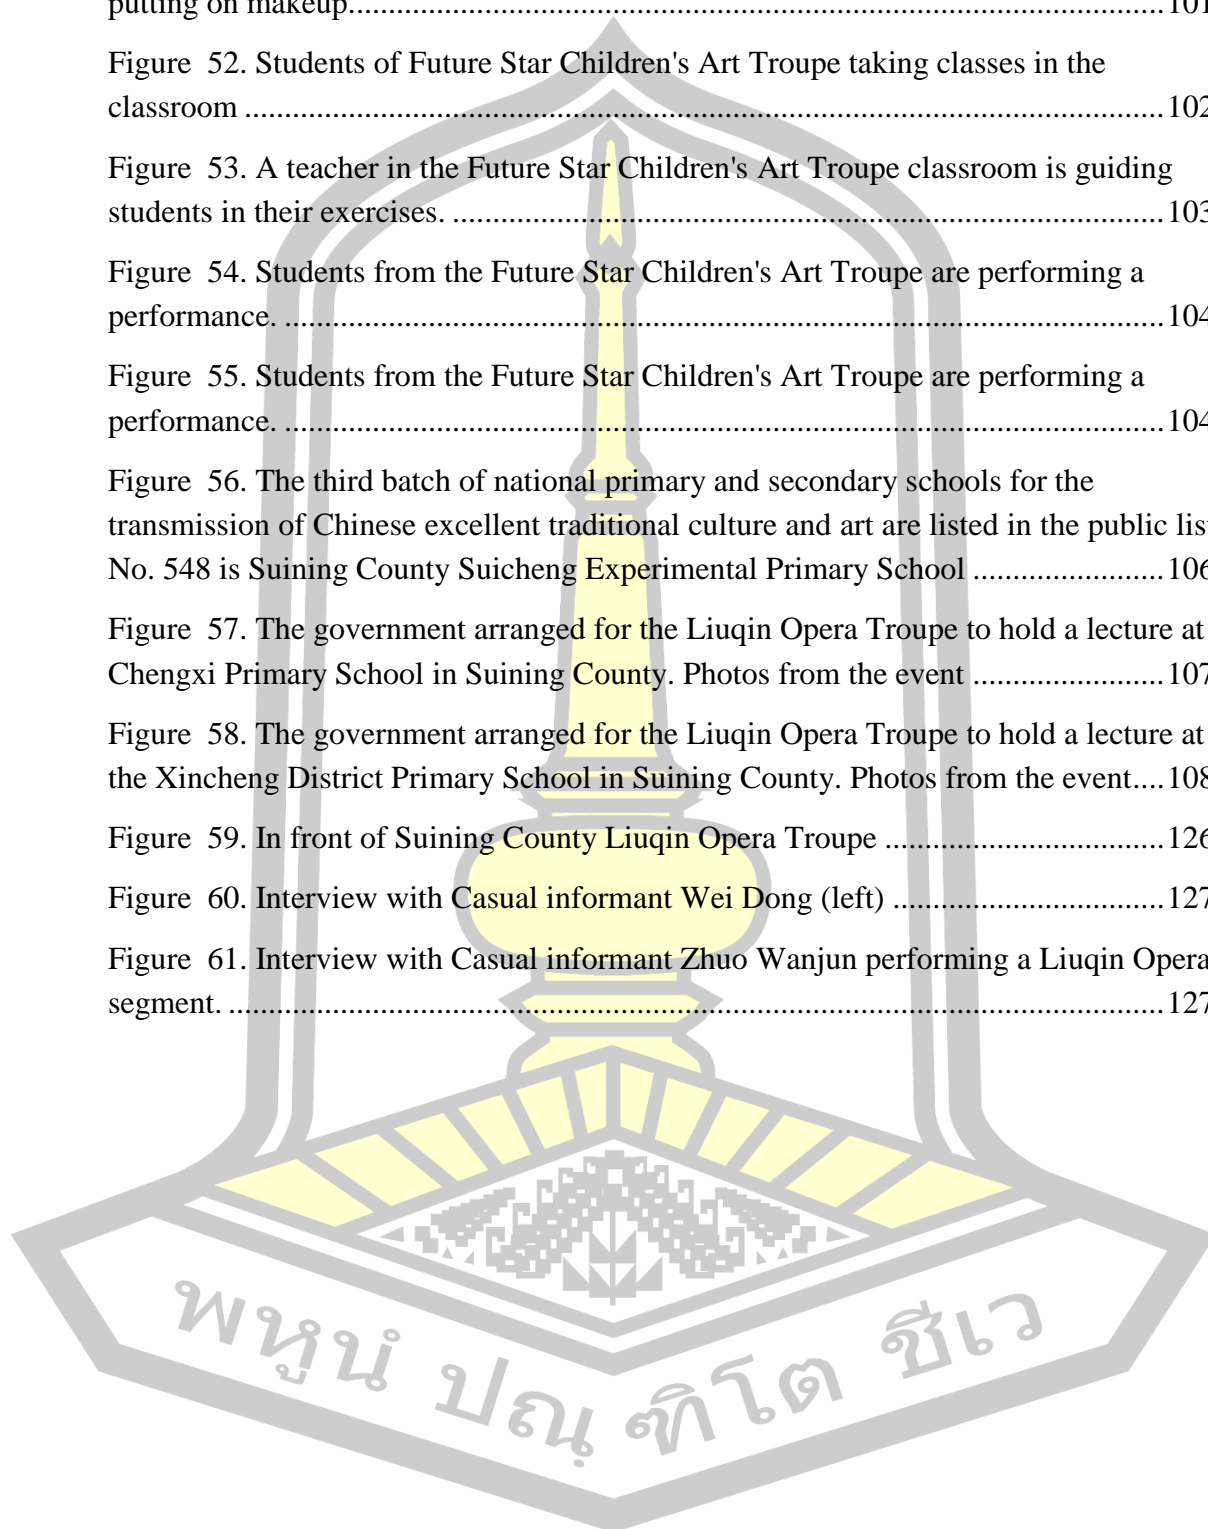 putting on makeup.......................................................................................................101
Figure  52. Students of Future Star Children's Art Troupe taking classes in the
classroom ....................................................................................................................102
Figure  53. A teacher in the Future Star Children's Art Troupe classroom is guiding
students in their exercises. ..........................................................................................103
Figure  54. Students from the Future Star Children's Art Troupe are performing a
performance. ...............................................................................................................104
Figure  55. Students from the Future Star Children's Art Troupe are performing a
performance. ...............................................................................................................104
Figure  56. The third batch of national primary and secondary schools for the
transmission of Chinese excellent traditional culture and art are listed in the public list
No. 548 is Suining County Suicheng Experimental Primary School ........................106
Figure  57. The government arranged for the Liuqin Opera Troupe to hold a lecture at
Chengxi Primary School in Suining County. Photos from the event ........................107
Figure  58. The government arranged for the Liuqin Opera Troupe to hold a lecture at
the Xincheng District Primary School in Suining County. Photos from the event....108
Figure  59. In front of Suining County Liuqin Opera Troupe ...................................126
Figure  60. Interview with Casual informant Wei Dong (left) ..................................127
Figure  61. Interview with Casual informant Zhuo Wanjun performing a Liuqin Opera
segment. ......................................................................................................................127
พหูนํ ปณฺฑิโต ชีเว